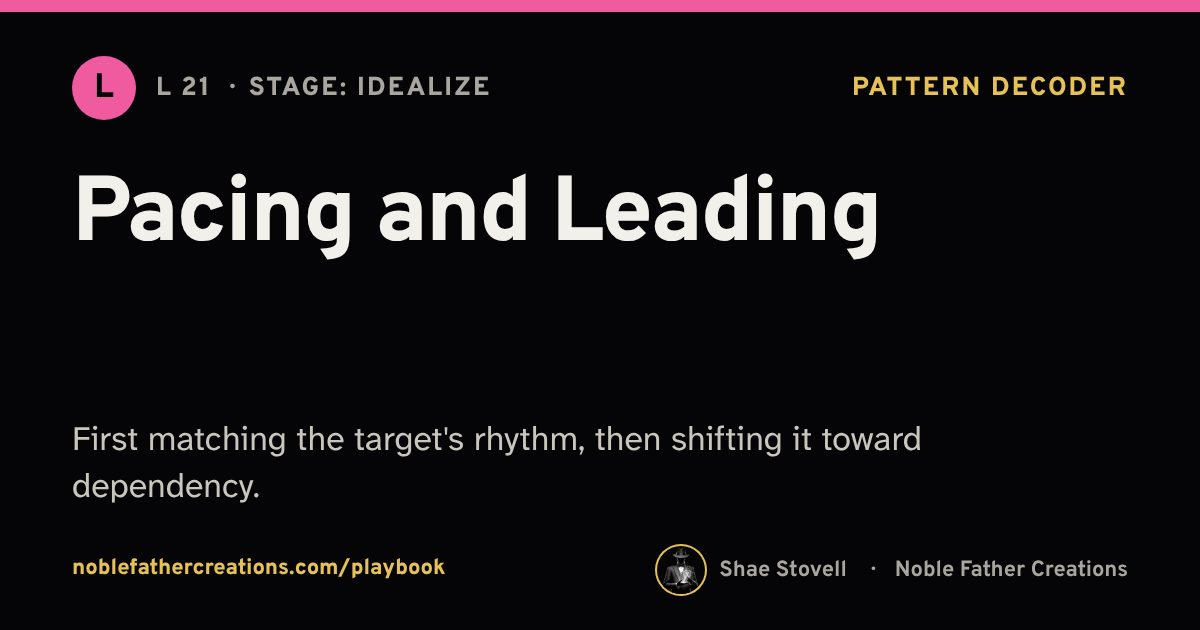 L
L 21 · STAGE: IDEALIZE
PATTERN DECODER
Pacing and Leading
First matching the target's rhythm, then shifting it toward
dependency.
noblefathercreations.com/playbook
Shae Stovell · Noble Father Creations